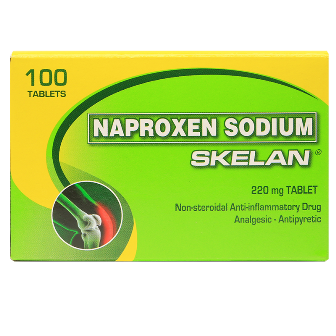 100
TABLETS
NAPROXEN SODIUM
SKELAN®
220 mg TABLET
Non-steroidal Anti-inflammatory Drug
Analgesic - Antipyretic